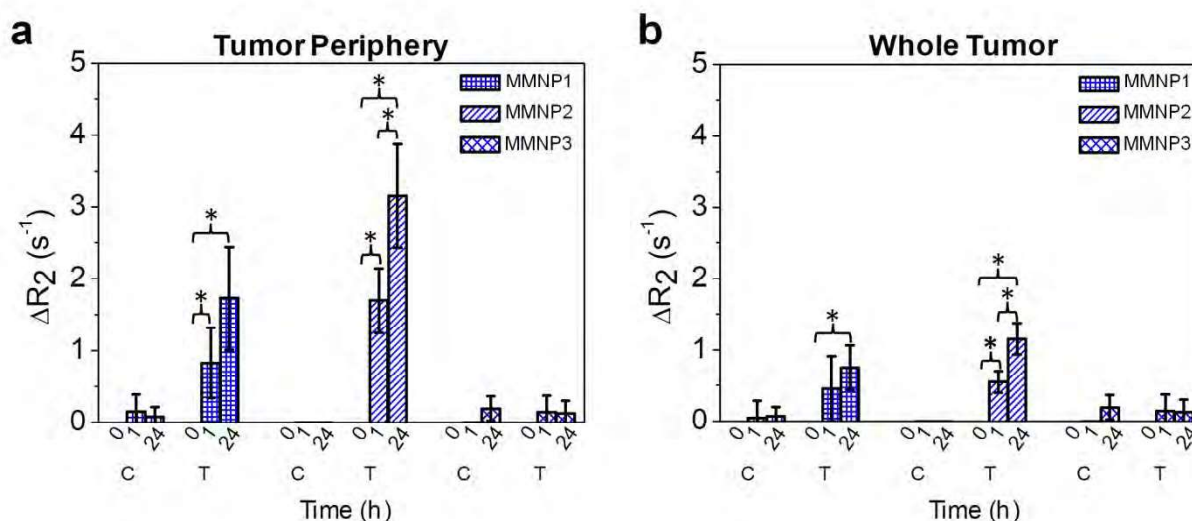 a
Tumor Periphery
5
4
3
2
1
0
ΔR2 (s-1)
MMNP1
MMNP2
MMNP3
* * * * *
0 1 24 0 1 24 0 1 24 0 1 24 0 1 24 0 1 24
C T C T C T
Time (h)
b
Whole Tumor
5
4
3
2
1
0
ΔR2 (s-1)
MMNP1
MMNP2
MMNP3
* * * *
0 1 24 0 1 24 0 1 24 0 1 24 0 1 24 0 1 24
C T C T C T
Time (h)